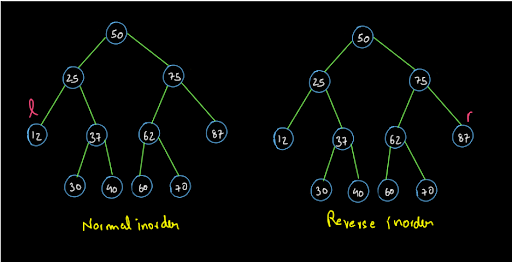 50 50
25 75 25 75
l r
12 37 62 87 12 37 62 87
30 40 60 70 30 40 60 70
Normal inorder Reverse inorder